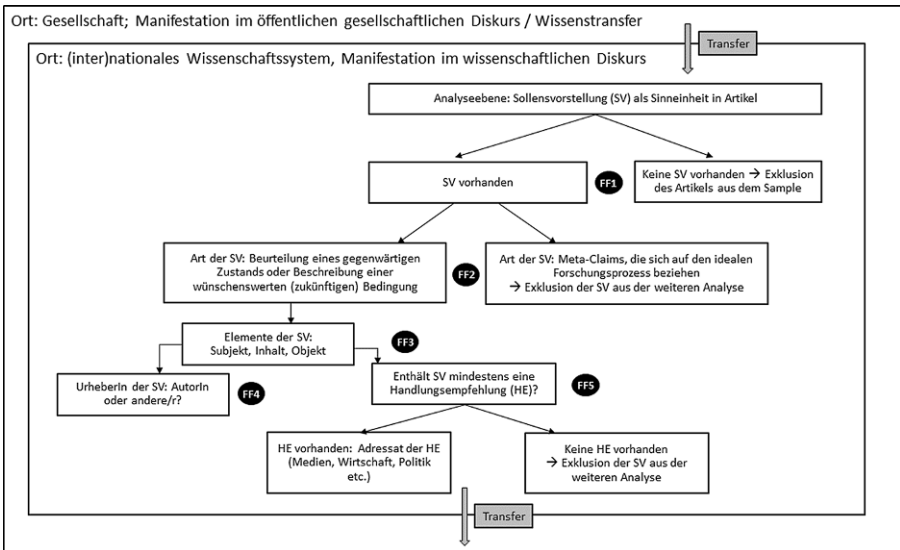 Ort: Gesellschaft; Manifestation im öffentlichen gesellschaftlichen Diskurs / Wissenstransfer
Transfer
Ort: (inter)nationales Wissenschaftssystem, Manifestation im wissenschaftlichen Diskurs
Analyseebene: Sollensvorstellung (SV) als Sinneinheit in Artikel
SV vorhanden
FF1
Keine SV vorhanden → Exklusion
des Artikels aus dem Sample
Art der SV: Beurteilung eines gegenwärtigen
Zustands oder Beschreibung einer
wünschenswerten (zukünftigen) Bedingung
FF2
Art der SV: Meta-Claims, die sich auf den idealen
Forschungsprozess beziehen
→ Exklusion der SV aus der weiteren Analyse
Elemente der SV:
Subjekt, Inhalt, Objekt
FF3
UrheberIn der SV: AutorIn
oder andere/r?
FF4
Enthält SV mindestens eine
Handlungsempfehlung (HE)?
FF5
HE vorhanden: Adressat der HE
(Medien, Wirtschaft, Politik
etc.)
Keine HE vorhanden
→ Exklusion der SV aus der
weiteren Analyse
Transfer